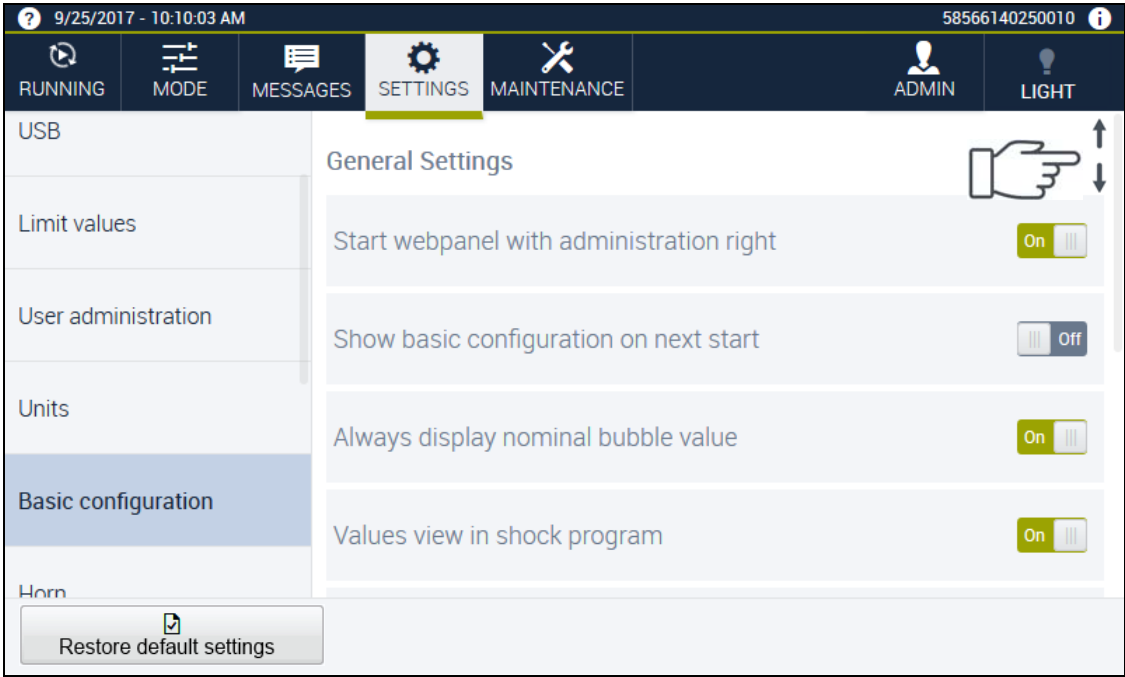 ? 9/25/2017 - 10:10:03 AM 58566140250010 i
RUNNING MODE MESSAGES SETTINGS MAINTENANCE ADMIN LIGHT
USB
Limit values
User administration
Units
Basic configuration
Horn
General Settings
Start webpanel with administration right On
Show basic configuration on next start Off
Always display nominal bubble value On
Values view in shock program On
Restore default settings